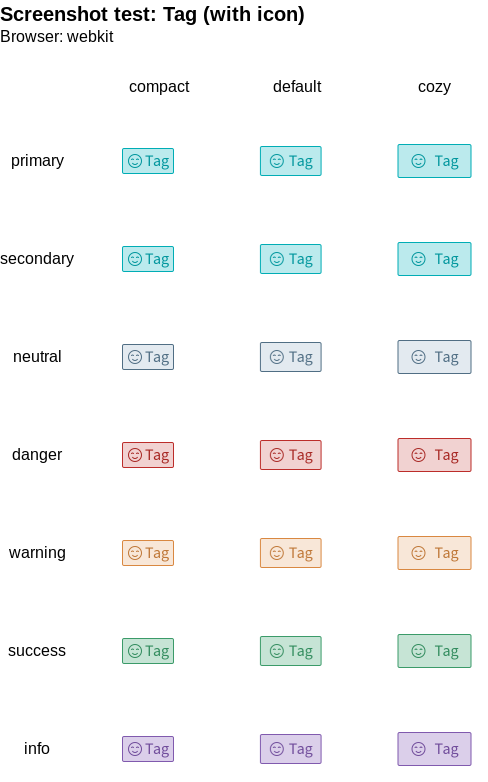 Screenshot test: Tag (with icon)
Browser: webkit
compact default cozy
primary Tag Tag Tag
secondary Tag Tag Tag
neutral Tag Tag Tag
danger Tag Tag Tag
warning Tag Tag Tag
success Tag Tag Tag
info Tag Tag Tag